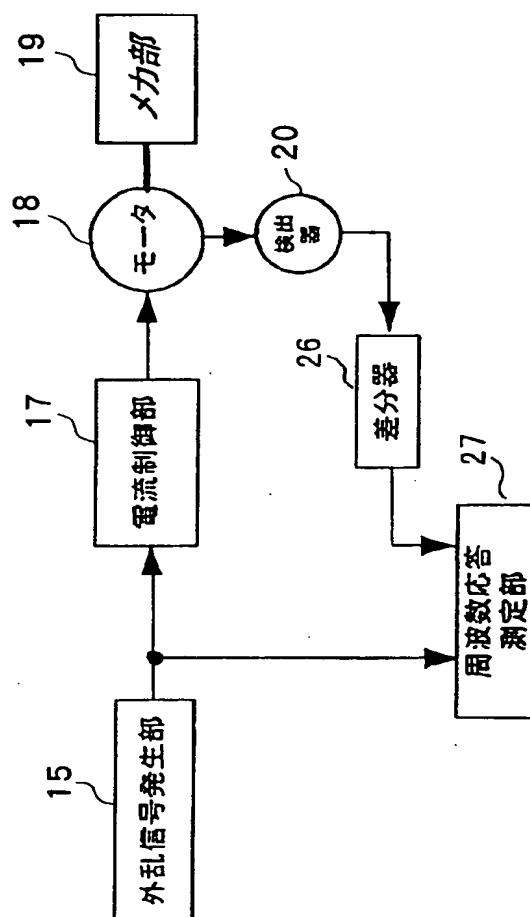 15
外乱信号発生部
17
電流制御部
18
モータ
19
メカ部
20
検出
器
26
差分器
27
周波数応答
測定部